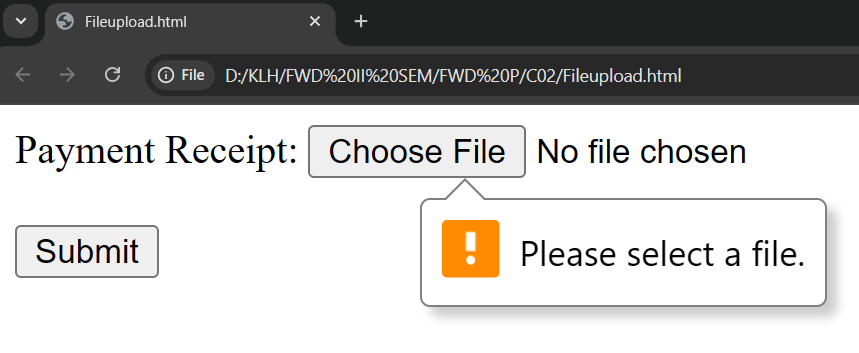 Fileupload.html
File D:/KLH/FWD%20II%20SEM/FWD%20P/C02/Fileupload.html
Payment Receipt: Choose File No file chosen
Please select a file.
Submit